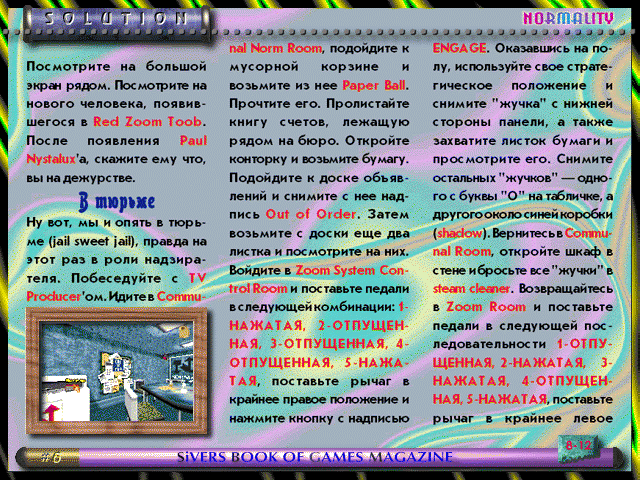 SOLUTION
NORMALITY
Посмотрите на большой
экран рядом. Посмотрите на
нового человека, появив-
шегося в Red Zoom Toob.
После появления Paul
Nystalux'а, скажите ему что,
вы на дежурстве.
В тюрьме
Ну вот, мы и опять в тюрь-
ме (jail sweet jail), правда на
этот раз в роли надзира-
теля. Побеседуйте с TV
Producer'ом. Идите в Commu-
nal Norm Room, подойдите к
мусорной корзине и
возьмите из нее Paper Ball.
Прочтите его. Пролистайте
книгу счетов, лежащую
рядом на бюро. Откройте
конторку и возьмите бумагу.
Подойдите к доске объяв-
лений и снимите с нее над-
пись Out of Order. Затем
возьмите с доски еще два
листка и посмотрите на них.
Войдите в Zoom System Con-
trol Room и поставьте педали
в следующей комбинации: 1-
НАЖАТАЯ, 2-ОТПУЩЕН-
НАЯ, 3-ОТПУЩЕННАЯ, 4-
ОТПУЩЕННАЯ, 5-НАЖА-
ТАЯ, поставьте рычаг в
крайнее правое положение и
нажмите кнопку с надписью
ENGAGE. Оказавшись на по-
лу, используйте свое страте-
гическое положение и
снимите "жучка" с нижней
стороны панели, а также
захватите листок бумаги и
просмотрите его. Снимите
остальных "жучков" — одно-
го с буквы "О" на табличке, а
другого около синей коробки
(shadow). Вернитесь в Commu-
nal Room, откройте шкаф в
стене и бросьте все "жучки" в
steam cleaner. Возвращайтесь
в Zoom Room и поставьте
педали в следующей пос-
ледовательности 1-ОТПУ-
ЩЕННАЯ, 2-НАЖАТАЯ, 3-
НАЖАТАЯ, 4-ОТПУЩЕН-
НАЯ, 5-НАЖАТАЯ, поставьте
рычаг в крайнее левое
#6
SiVERS BOOK OF GAMES MAGAZINE
8-12